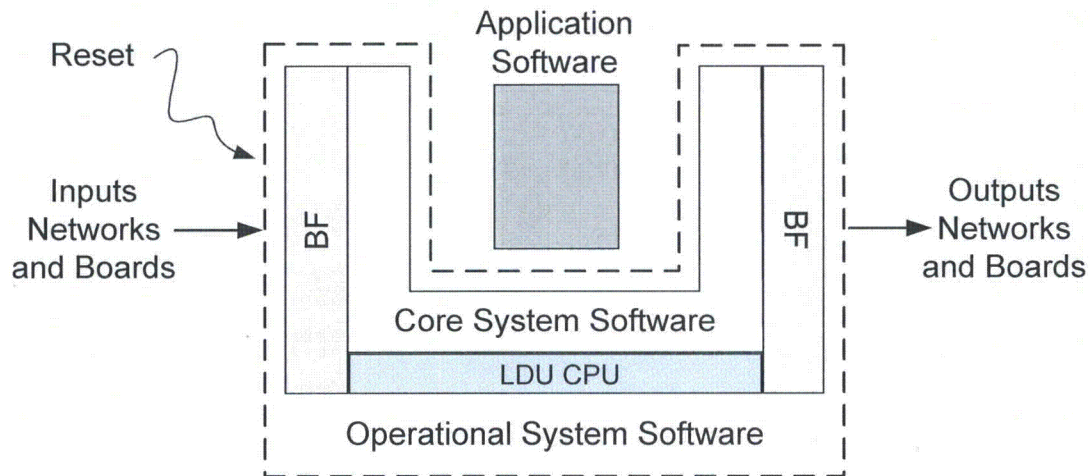 Application
Software
Reset
Inputs
Networks
and Boards
BF
BF
Outputs
Networks
and Boards
Core System Software
LDU CPU
Operational System Software